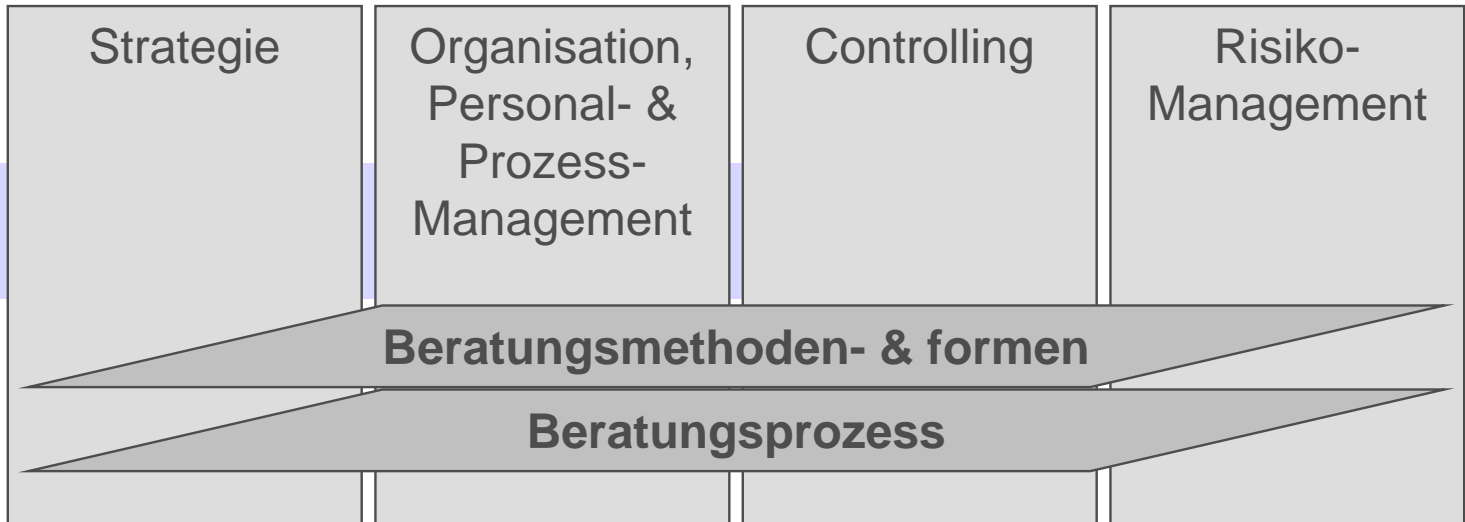 Strategie
Organisation,
Personal- &
Prozess-
Management
Controlling
Risiko-
Management
Beratungsmethoden- & formen
Beratungsprozess